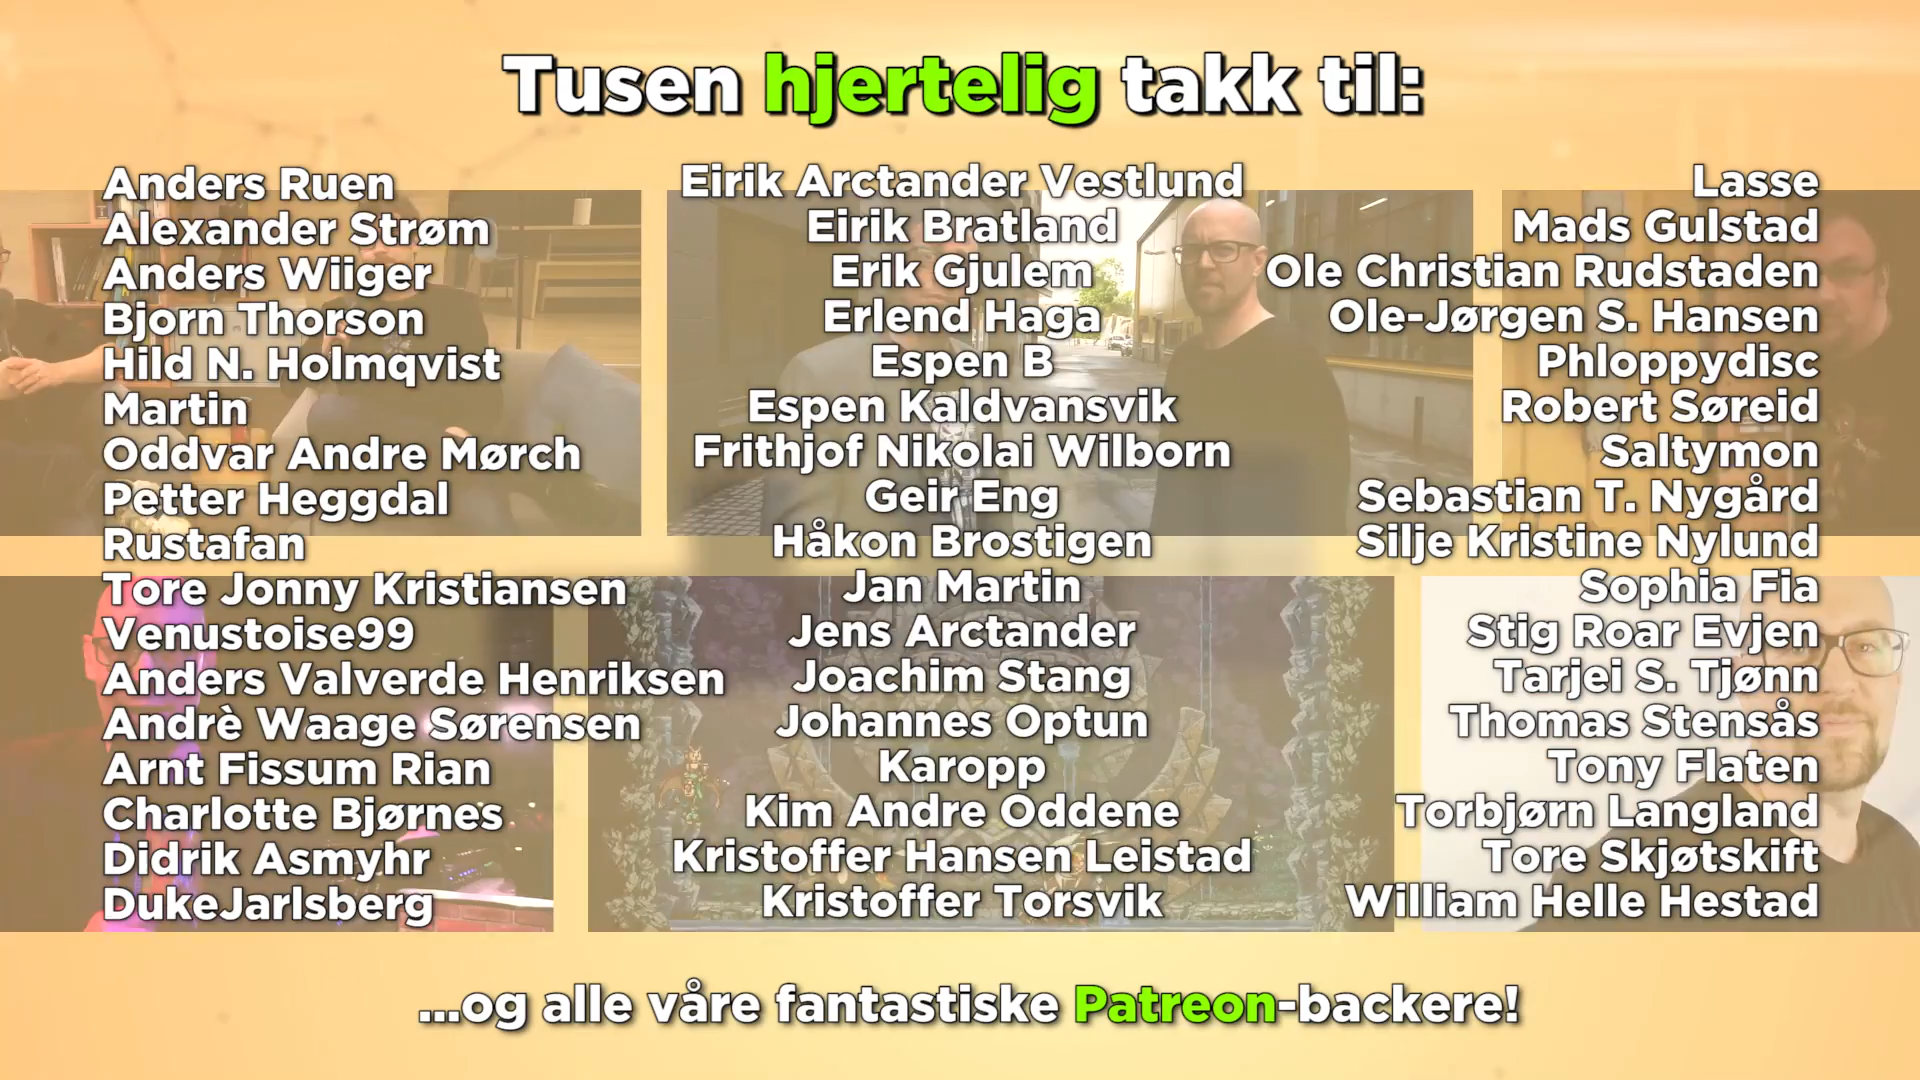 Tusen hjertelig takk til:
Anders Ruen
Alexander Strøm
Anders Wiiger
Bjorn Thorson
Hild N. Holmqvist
Martin
Oddvar Andre Mørch
Petter Heggdal
Rustafan
Tore Jonny Kristiansen
Venustoise99
Anders Valverde Henriksen
Andrè Waage Sørensen
Arnt Fissum Rian
Charlotte Bjørnes
Didrik Asmyhr
DukeJarlsberg
Eirik Arctander Vestlund
Eirik Bratland
Erik Gjulem
Erlend Haga
Espen B
Espen Kaldvansvik
Frithjof Nikolai Wilborn
Geir Eng
Håkon Brostigen
Jan Martin
Jens Arctander
Joachim Stang
Johannes Optun
Karopp
Kim Andre Oddene
Kristoffer Hansen Leistad
Kristoffer Torsvik
Lasse
Mads Gulstad
Ole Christian Rudstaden
Ole-Jørgen S. Hansen
Phloppydisc
Robert Søreid
Saltymon
Sebastian T. Nygård
Silje Kristine Nylund
Sophia Fia
Stig Roar Evjen
Tarjei S. Tjønn
Thomas Stensås
Tony Flaten
Torbjørn Langland
Tore Skjøtskift
William Helle Hestad
...og alle våre fantastiske Patreon-backere!